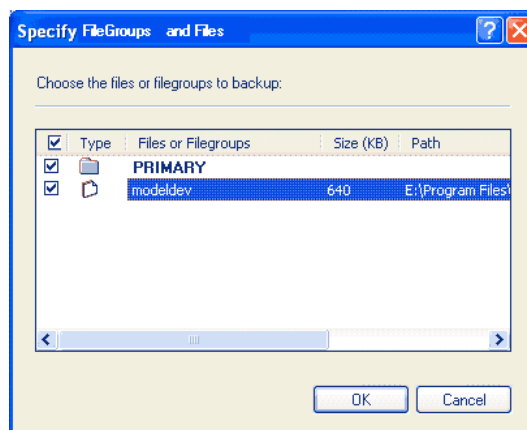 Specify FileGroups and Files
Choose the files or filegroups to backup:
Type Files or Filegroups Size (KB) Path
PRIMARY
modeldev 640 E:\Program Files\
OK Cancel